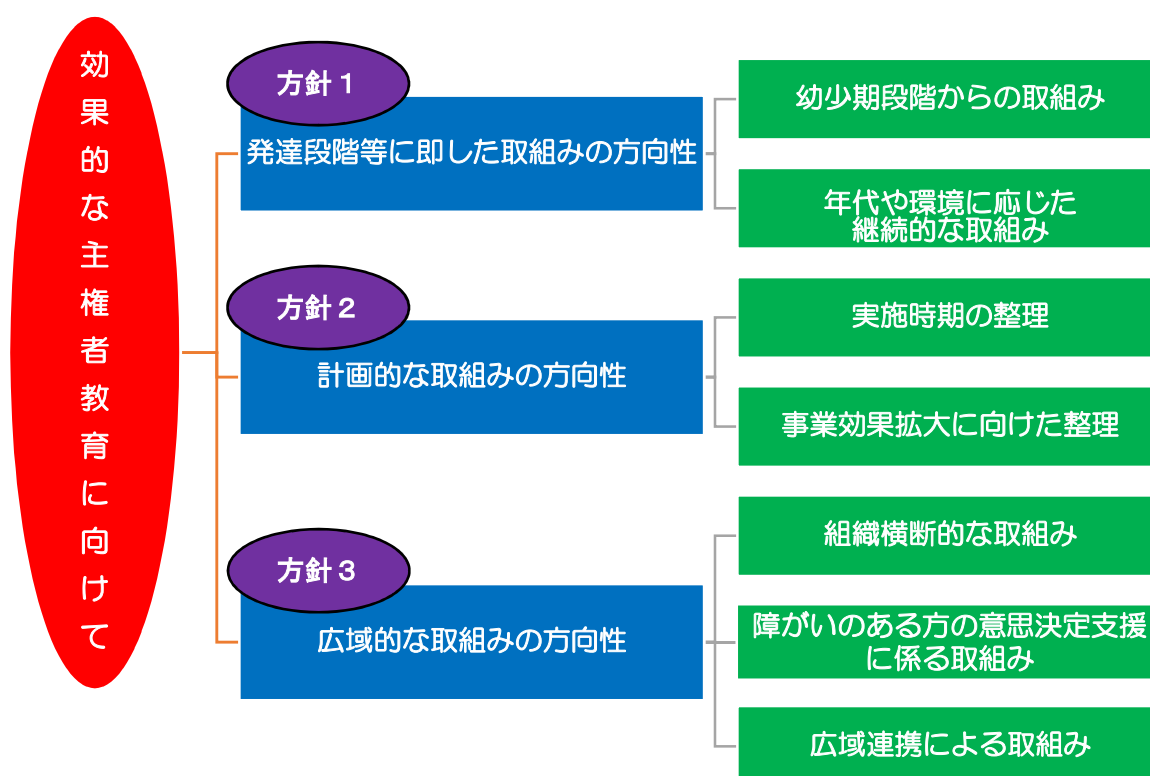 効果的な主権者教育に向けて
方針1
発達段階等に即した取組みの方向性
幼少期段階からの取組み
年代や環境に応じた
継続的な取組み
方針2
計画的な取組みの方向性
実施時期の整理
事業効果拡大に向けた整理
方針3
広域的な取組みの方向性
組織横断的な取組み
障がいのある方の意思決定支援
に係る取組み
広域連携による取組み